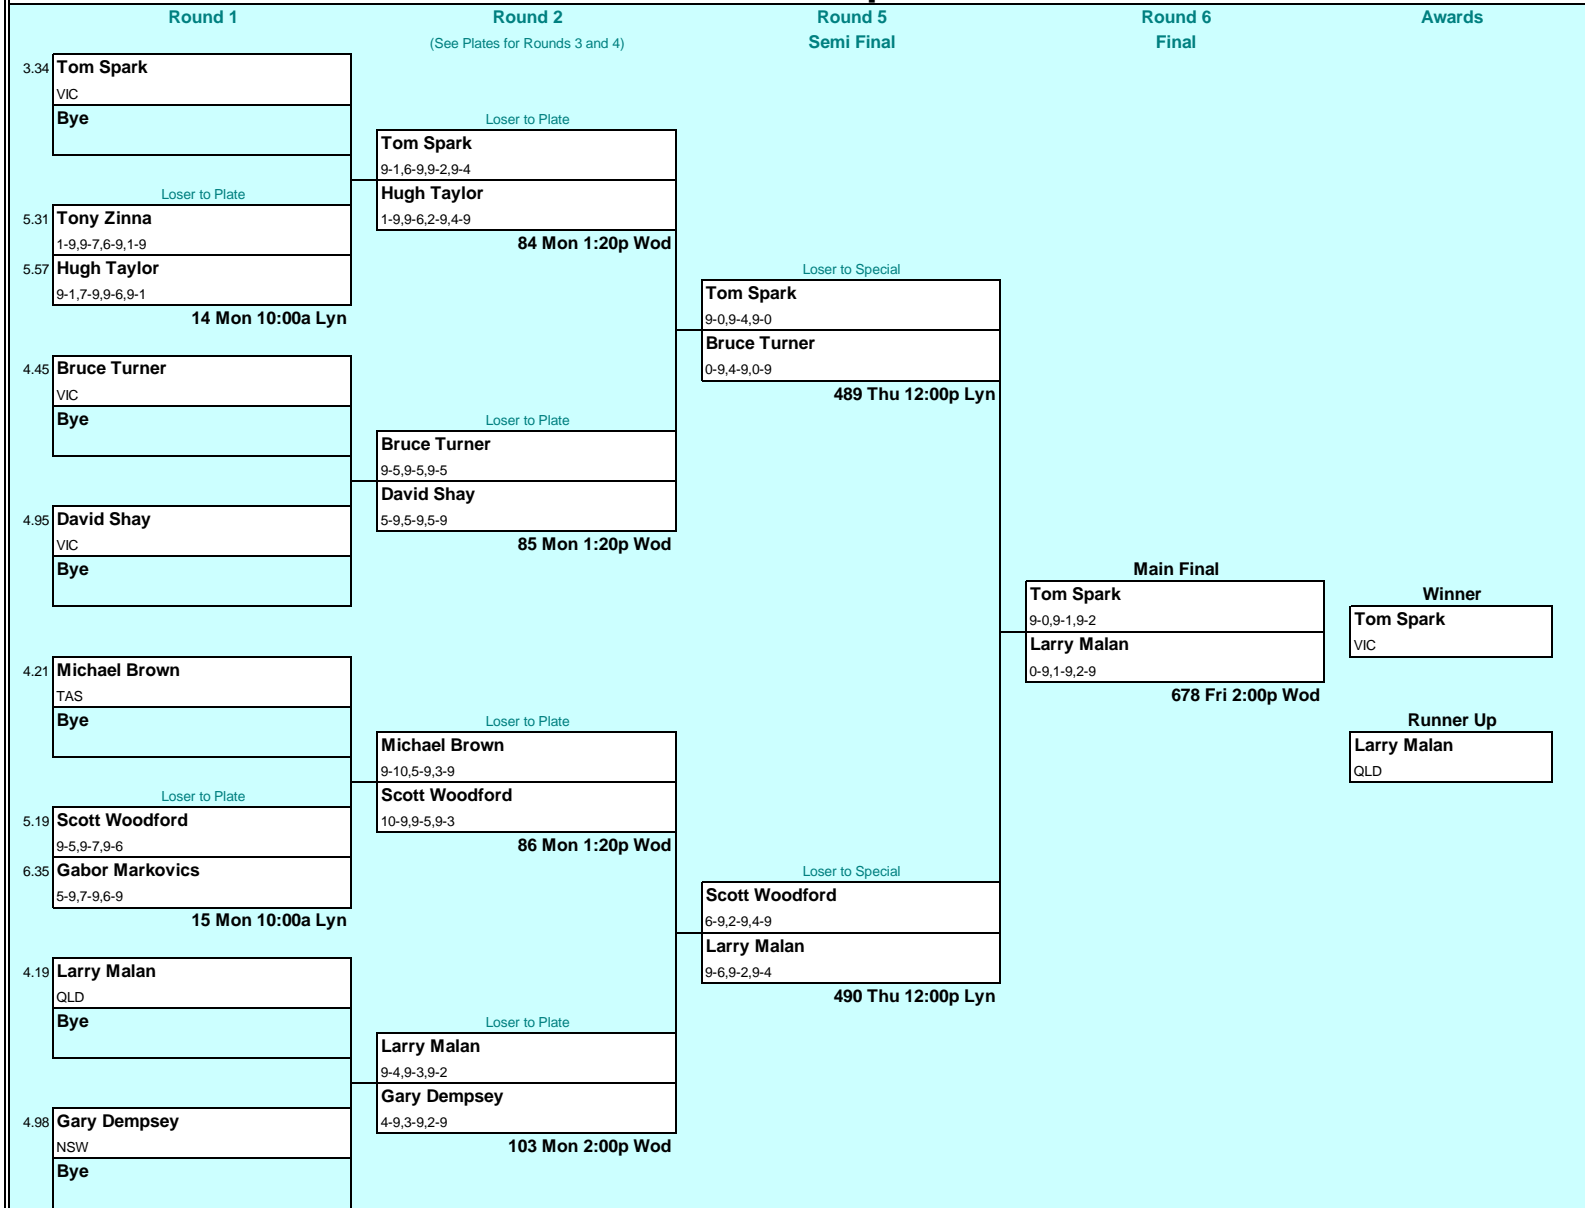 Round 1
Round 2
Round 5
Round 6
Awards
(See Plates for Rounds 3 and 4)
Semi Final
Final
3.34 Tom Spark
VIC
Bye
Loser to Plate
5.31 Tony Zinna
1-9,9-7,6-9,1-9
5.57 Hugh Taylor
9-1,7-9,9-6,9-1
14 Mon 10:00a Lyn
4.45 Bruce Turner
VIC
Bye
4.95 David Shay
VIC
Bye
4.21 Michael Brown
TAS
Bye
Loser to Plate
5.19 Scott Woodford
9-5,9-7,9-6
6.35 Gabor Markovics
5-9,7-9,6-9
15 Mon 10:00a Lyn
4.19 Larry Malan
QLD
Bye
4.98 Gary Dempsey
NSW
Bye
Loser to Plate
Tom Spark
9-1,6-9,9-2,9-4
Hugh Taylor
1-9,9-6,2-9,4-9
84 Mon 1:20p Wod
Loser to Plate
Bruce Turner
9-5,9-5,9-5
David Shay
5-9,5-9,5-9
85 Mon 1:20p Wod
Loser to Plate
Michael Brown
9-10,5-9,3-9
Scott Woodford
10-9,9-5,9-3
86 Mon 1:20p Wod
Loser to Plate
Larry Malan
9-4,9-3,9-2
Gary Dempsey
4-9,3-9,2-9
103 Mon 2:00p Wod
Loser to Special
Tom Spark
9-0,9-4,9-0
Bruce Turner
0-9,4-9,0-9
489 Thu 12:00p Lyn
Loser to Special
Scott Woodford
6-9,2-9,4-9
Larry Malan
9-6,9-2,9-4
490 Thu 12:00p Lyn
Main Final
Tom Spark
9-0,9-1,9-2
Larry Malan
0-9,1-9,2-9
678 Fri 2:00p Wod
Winner
Tom Spark
VIC
Runner Up
Larry Malan
QLD